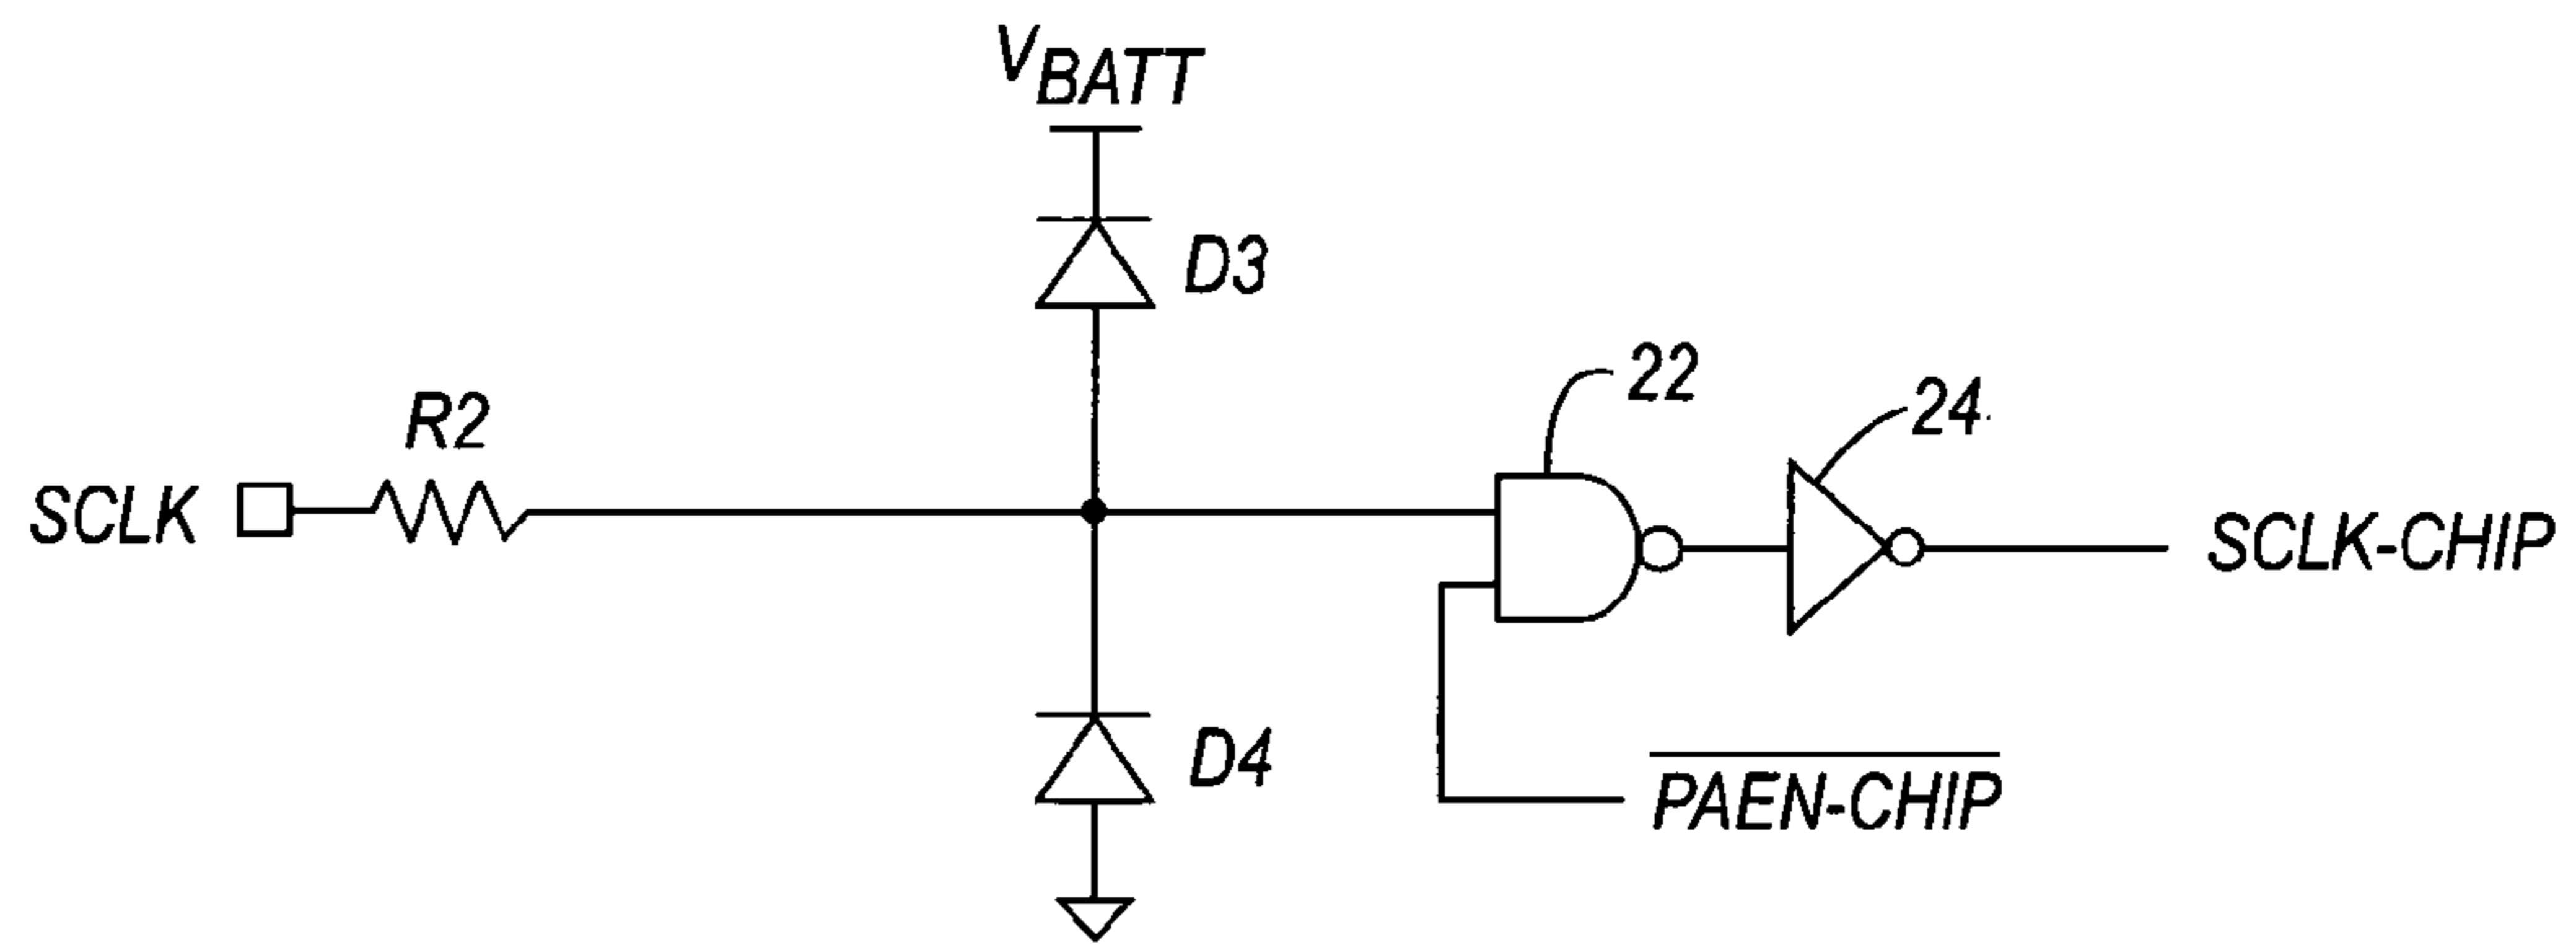 VBATT
D3
22
24
R2
SCLK
SCLK-CHIP
D4
PAEN-CHIP